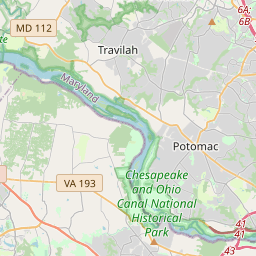 6A;
6B
MD 112
Travilah
Maryland
Potomac
VA 193
Chesapeake
and Ohio
Canal National
Historical
Park
41
41
43